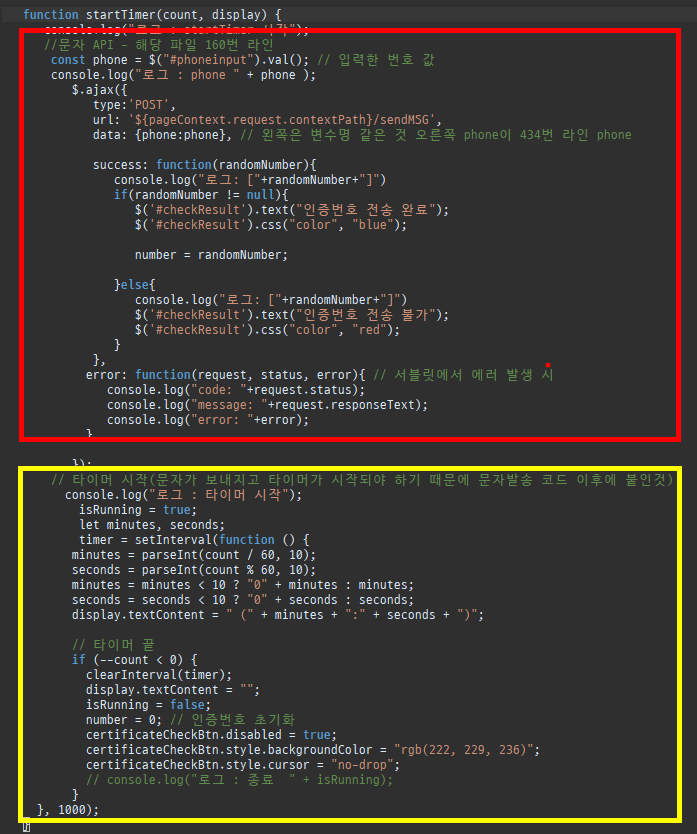 function startTimer(count, display) {
console.log("로그 : startTimer 시작");
//문자 API - 해당 파일 160번 라인
const phone = $("#phoneinput").val(); // 입력한 번호 값
console.log("로그 : phone " + phone );
$.ajax({
type:'POST',
url: '${pageContext.request.contextPath}/sendMSG',
data: {phone:phone}, // 왼쪽은 변수명 같은 것 오른쪽 phone이 434번 라인 phone
success: function(randomNumber){
console.log("로그: ["+randomNumber+"]")
if(randomNumber != null){
$('#checkResult').text("인증번호 전송 완료");
$('#checkResult').css("color", "blue");
number = randomNumber;
}else{
console.log("로그: ["+randomNumber+"]")
$('#checkResult').text("인증번호 전송 불가");
$('#checkResult').css("color", "red");
}
},
error: function(request, status, error){ // 서블릿에서 에러 발생 시
console.log("code: "+request.status);
console.log("message: "+request.responseText);
console.log("error: "+error);
}
});
// 타이머 시작(문자가 보내지고 타이머가 시작되야 하기 때문에 문자발송 코드 이후에 붙인것)
console.log("로그 : 타이머 시작");
isRunning = true;
let minutes, seconds;
timer = setInterval(function () {
minutes = parseInt(count / 60, 10);
seconds = parseInt(count % 60, 10);
minutes = minutes < 10 ? "0" + minutes : minutes;
seconds = seconds < 10 ? "0" + seconds : seconds;
display.textContent = " (" + minutes + ":" + seconds + ")";
// 타이머 끝
if (--count < 0) {
clearInterval(timer);
display.textContent = "";
isRunning = false;
number = 0; // 인증번호 초기화
certificateCheckBtn.disabled = true;
certificateCheckBtn.style.backgroundColor = "rgb(222, 229, 236)";
certificateCheckBtn.style.cursor = "no-drop";
// console.log("로그 : 종료  " + isRunning);
}
}, 1000);
}